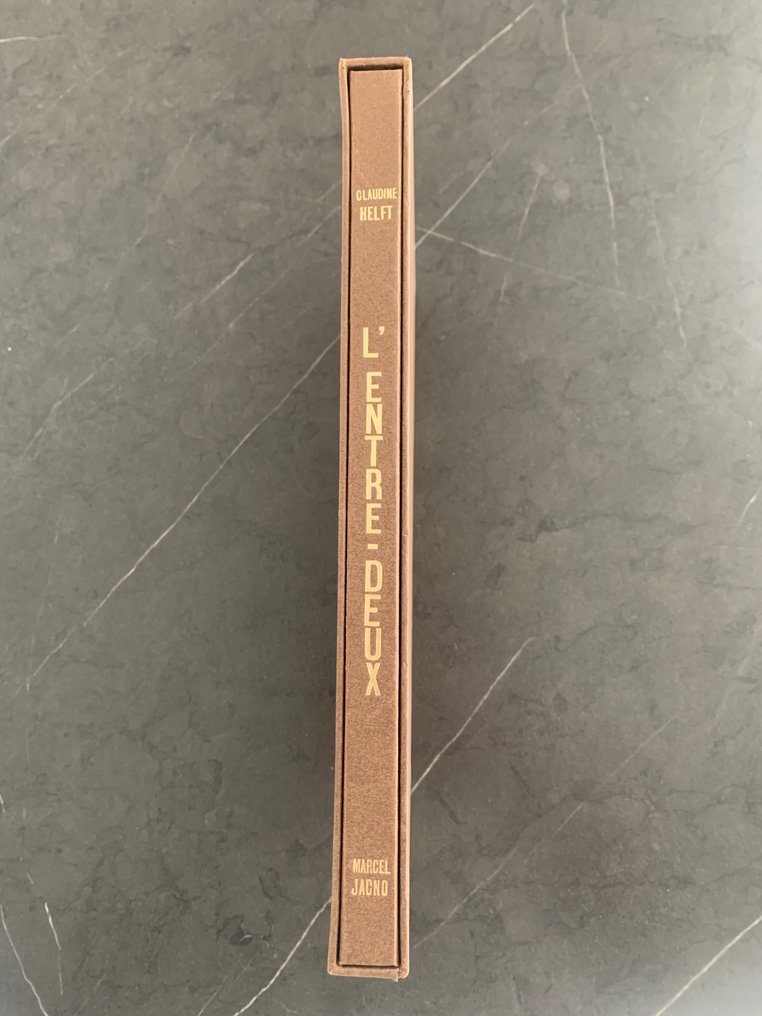 CLAUDINE
HELFT
L'ENTRE-DEUX
MARCEL
JACNO